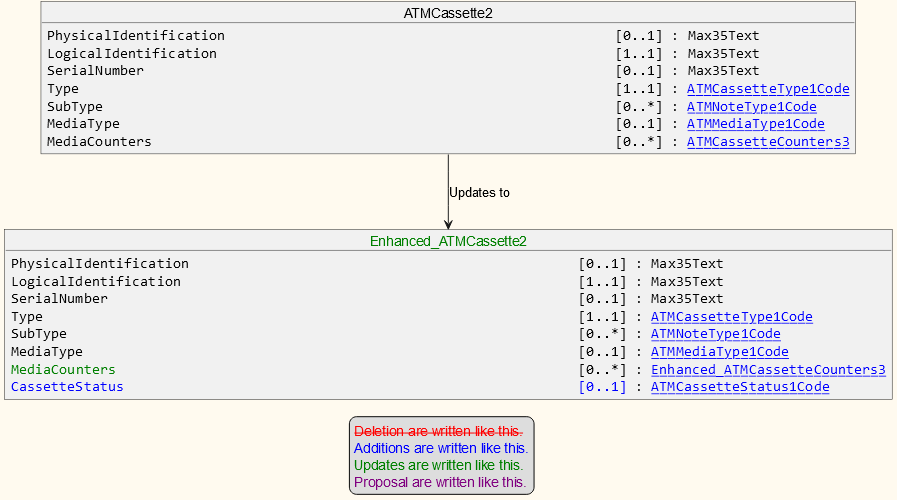 ATMCassette2
PhysicalIdentification [0..1] : Max35Text
LogicalIdentification [1..1] : Max35Text
SerialNumber [0..1] : Max35Text
Type [1..1] : ATMCassetteType1Code
SubType [0..*] : ATMNoteType1Code
MediaType [0..1] : ATMMediaType1Code
MediaCounters [0..*] : ATMCassetteCounters3
Updates to
Enhanced_ATMCassette2
PhysicalIdentification [0..1] : Max35Text
LogicalIdentification [1..1] : Max35Text
SerialNumber [0..1] : Max35Text
Type [1..1] : ATMCassetteType1Code
SubType [0..*] : ATMNoteType1Code
MediaType [0..1] : ATMMediaType1Code
MediaCounters [0..*] : Enhanced_ATMCassetteCounters3
CassetteStatus [0..1] : ATMCassetteStatus1Code
Deletion are written like this.
Additions are written like this.
Updates are written like this.
Proposal are written like this.